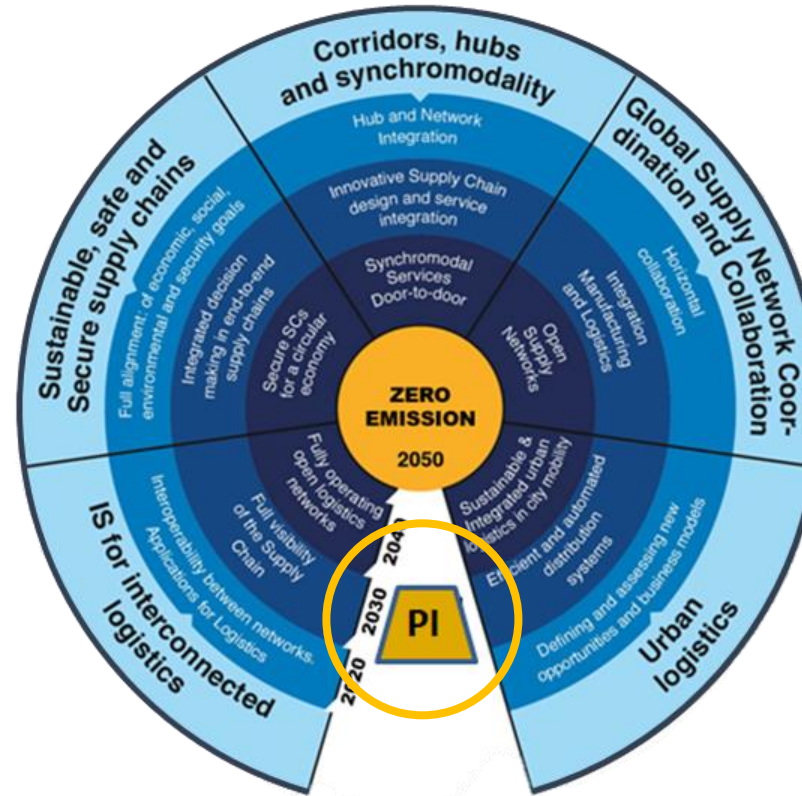 Corridors, hubs
and synchromodality
Hub and Network
Integration
Innovative Supply Chain
design and service
integration
Synchromodal
Services
Door-to-door
Global Supply Network Coor-
dination and Collaboration
Horizontal
collaboration
Integration
Manufacturing
and Logistics
Open
Supply
Networks
Sustainable, safe and
Secure supply chains
Full alignment: of economic, social,
environmental and security goals
Integrated decision
making in end-to-end
supply chains
Secure SCs
for a circular
economy
ZERO
EMISSION
2050
IS for interconnected
logistics
Interoperability between networks.
Applications for Logistics
Full visibility
of the Supply
Chain
Fully operating
open logistics
networks
Urban
logistics
Defining and assessing new
opportunities and business models
Efficient and automated
distribution
systems
Sustainable &
Integrated urban
logistics in city mobility
2040
2030
2020
PI